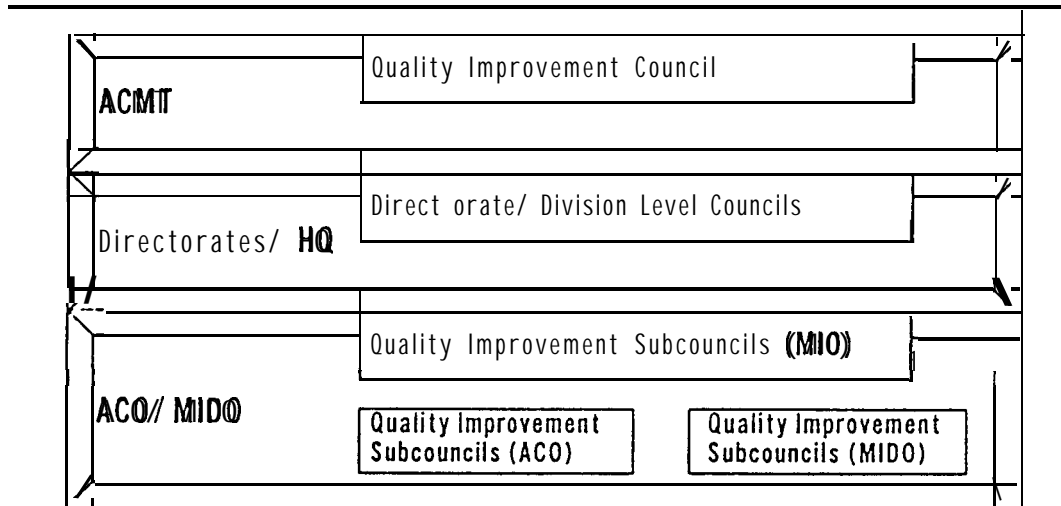 Quality Improvement Council
ACMT
Direct orate/ Division Level Councils
Directorates/ HQ
Quality Improvement Subcouncils (MIO)
ACO/ MIDO
Quality Improvement
Subcouncils (ACO)
Quality Improvement
Subcouncils (MIDO)